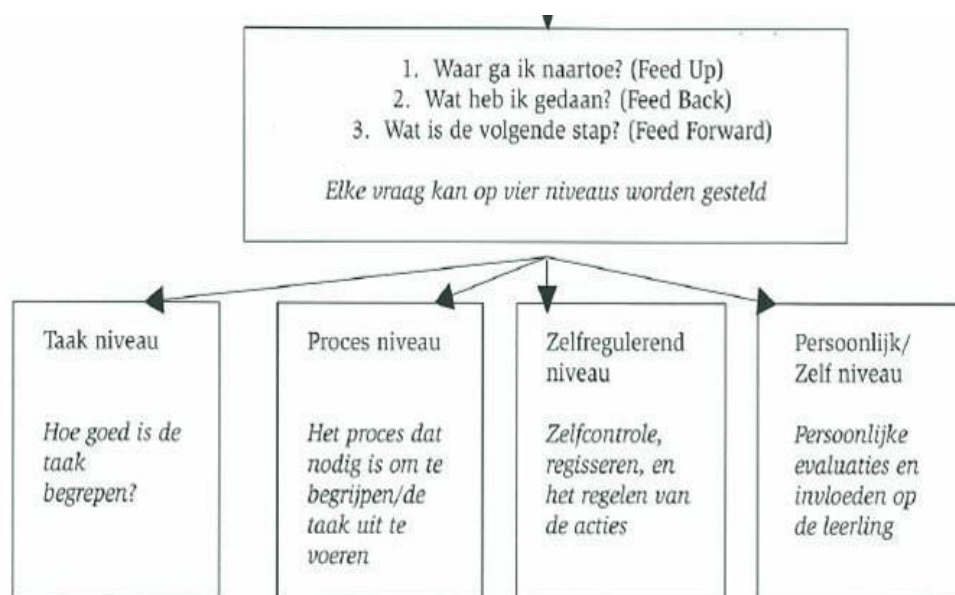 1. Waar ga ik naartoe? (Feed Up)
2. Wat heb ik gedaan? (Feed Back)
3. Wat is de volgende stap? (Feed Forward)
Elke vraag kan op vier niveaus worden gesteld
Taak niveau
Hoe goed is de
taak
begrepen?
Proces niveau
Het proces dat
nodig is om te
begrijpen/de
taak uit te
voeren
Zelfregulerend
niveau
Zelfcontrole,
regisseren, en
het regelen van
de acties
Persoonlijk/
Zelf niveau
Persoonlijke
evaluaties en
invloeden op
de leerling